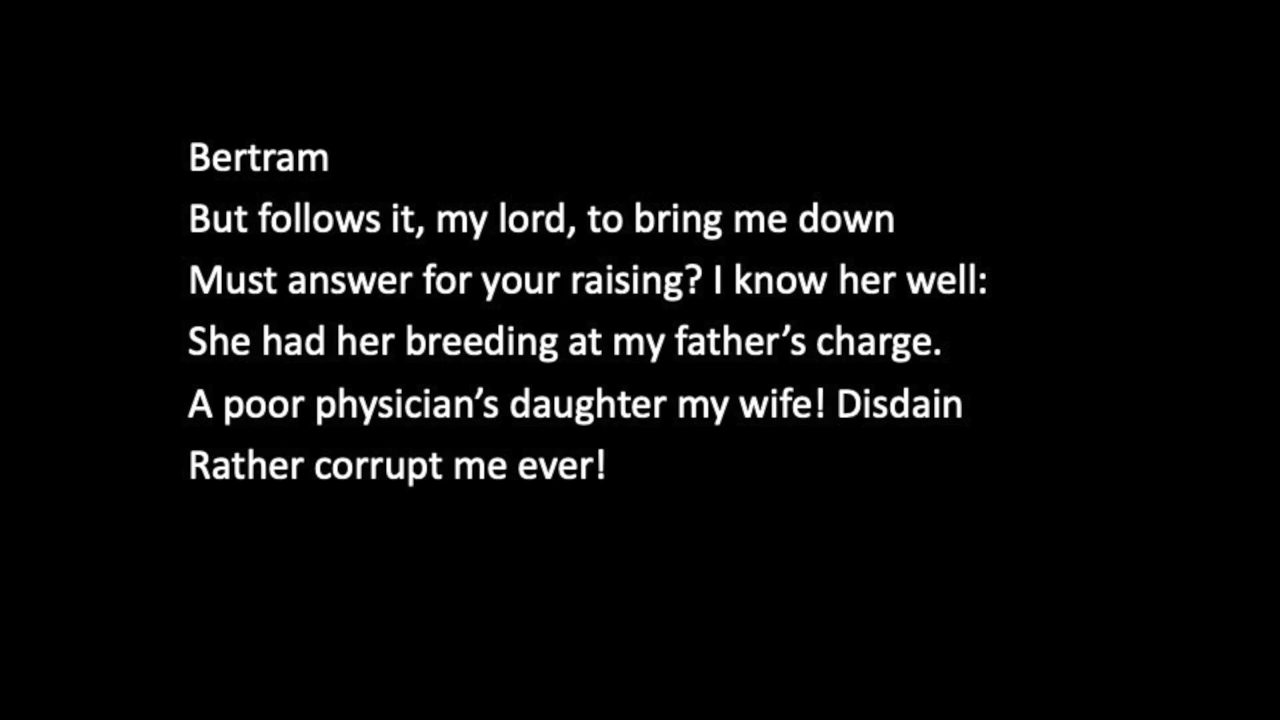 Bertram
But follows it, my lord, to bring me down
Must answer for your raising? I know her well:
She had her breeding at my father’s charge.
A poor physician’s daughter my wife! Disdain
Rather corrupt me ever!